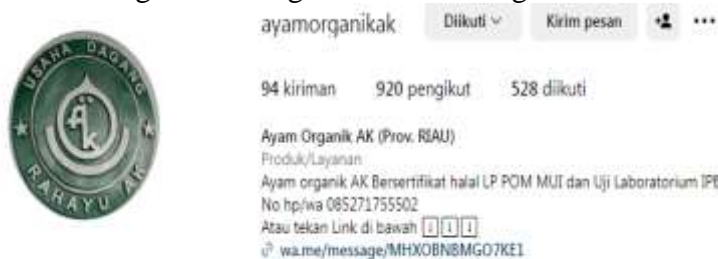 ayamorganikak Diikuti Kirim pesan
USAHA DAGANG
Äk
RAHAYU AK
94 kiriman 920 pengikut 528 diikuti
Ayam Organik AK (Prov. RIAU)
Produk/Layanan
Ayam organik AK Bersertifikat halal LP POM MUI dan Uji Laboratorium IPB
No hp/wa 085271755502
Atau tekan Link di bawah
wa.me/message/MHXOBNBMGO7KE1